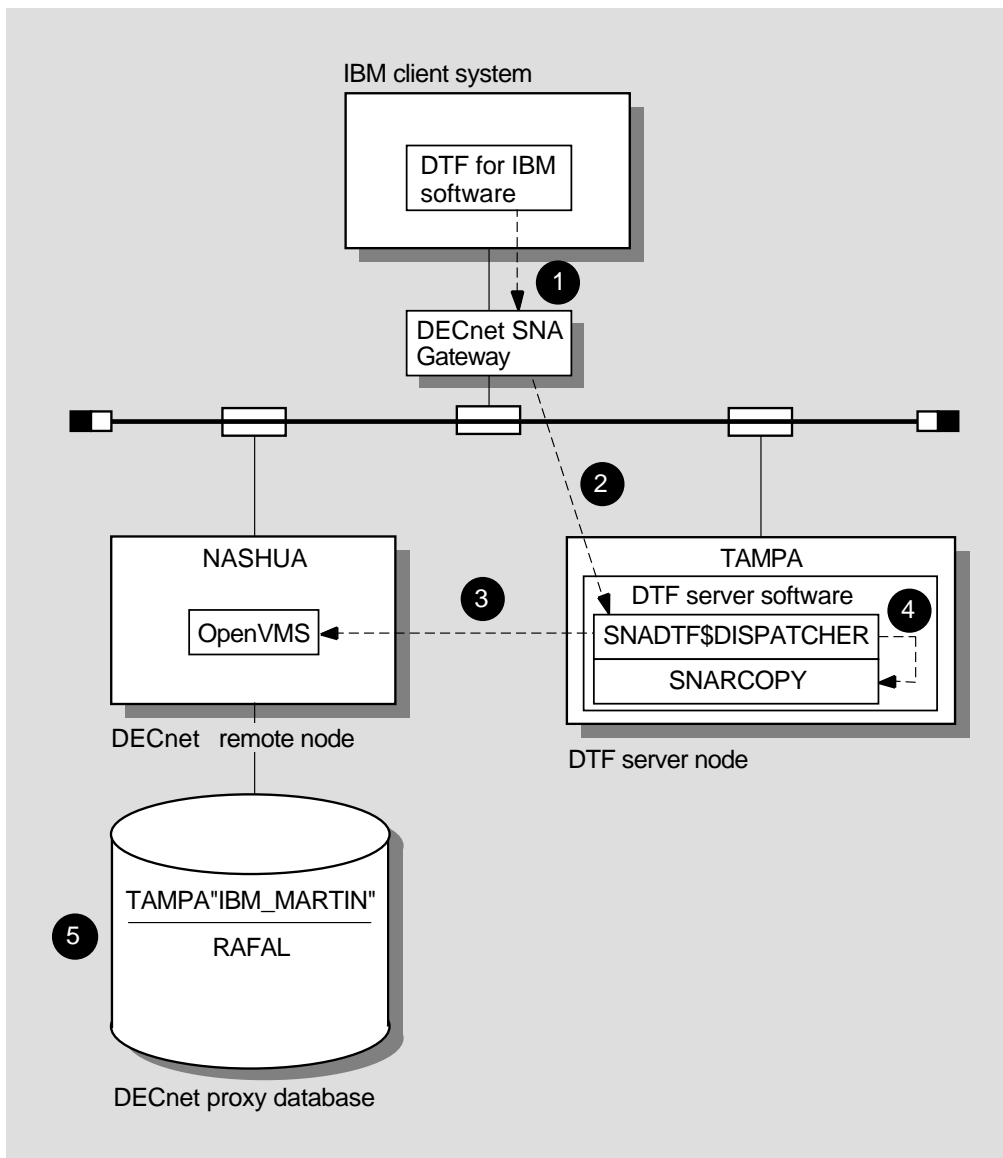 IBM client system
DTF for IBM
software
1
DECnet SNA
Gateway
2
NASHUA
TAMPA
DTF server software
3
4
OpenVMS
SNADTF$DISPATCHER
SNARCOPY
DECnet remote node
DTF server node
TAMPA"IBM_MARTIN"
5
RAFAL
DECnet proxy database